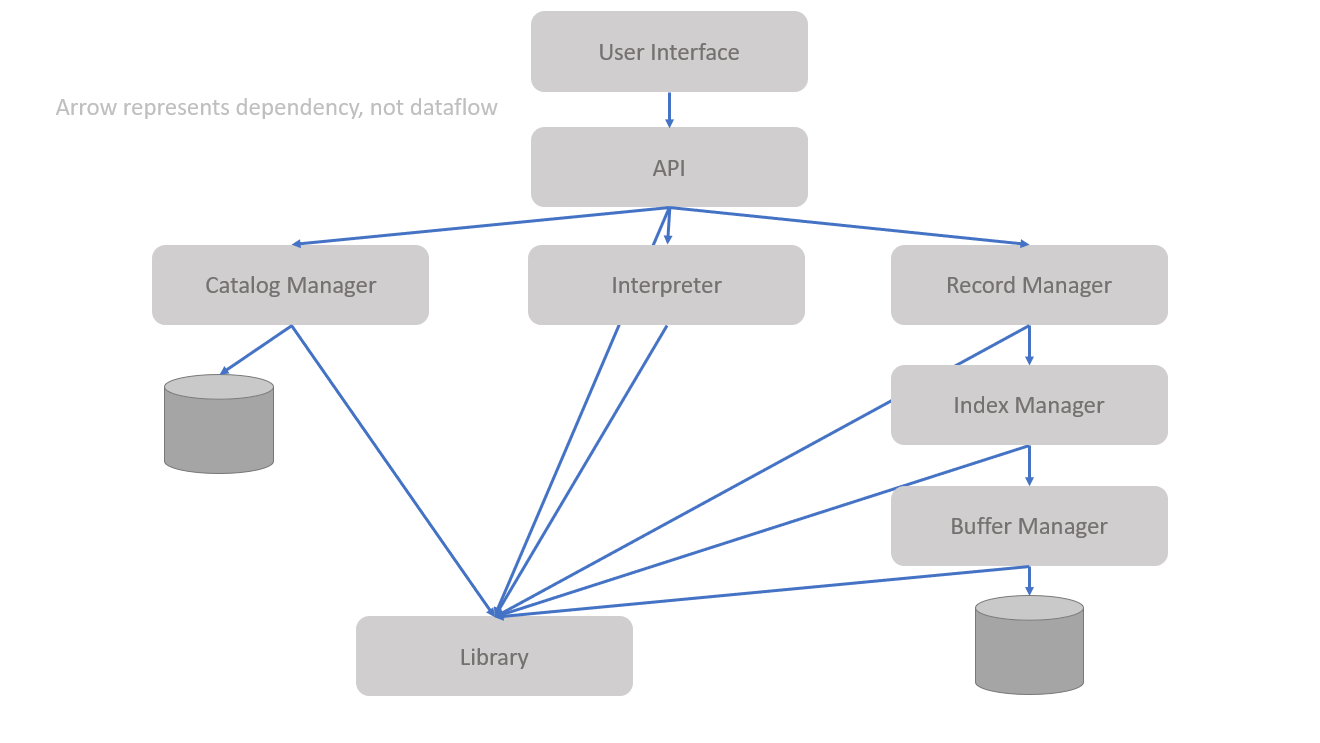 User Interface
Arrow represents dependency, not dataflow
API
Catalog Manager
Interpreter
Record Manager
Index Manager
Buffer Manager
Library